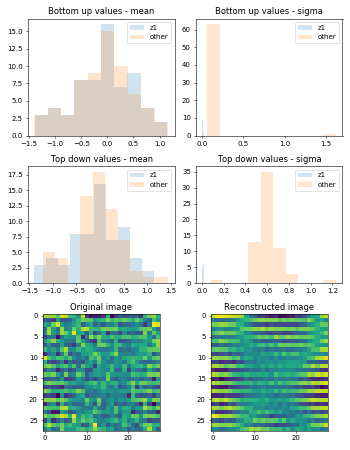 Bottom up values - mean
Bottom up values - sigma
z1
other
z1
other
15.0
12.5
10.0
7.5
5.0
2.5
0.0
−1.5 −1.0 −0.5 0.0 0.5 1.0 1.5
60
50
40
30
20
10
0
0.0 0.5 1.0 1.5
Top down values - mean
Top down values - sigma
z1
other
z1
other
17.5
15.0
12.5
10.0
7.5
5.0
2.5
0.0
−1.5 −1.0 −0.5 0.0 0.5 1.0 1.5
35
30
25
20
15
10
5
0
0.0 0.2 0.4 0.6 0.8 1.0 1.2
Original image
Reconstructed image
0
5
10
15
20
25
0 10 20
0
5
10
15
20
25
0 10 20